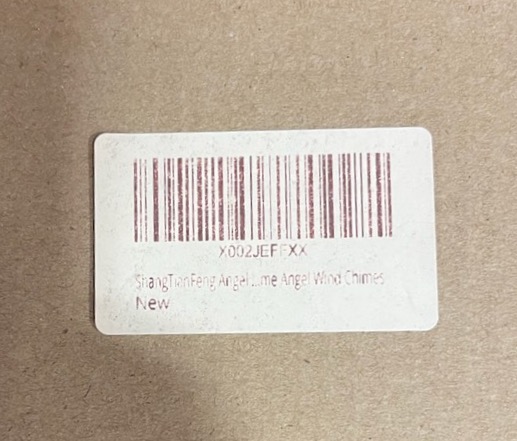 X002JEFFXX
ShangTianFeng Angel...me Angel Wind Chimes
New